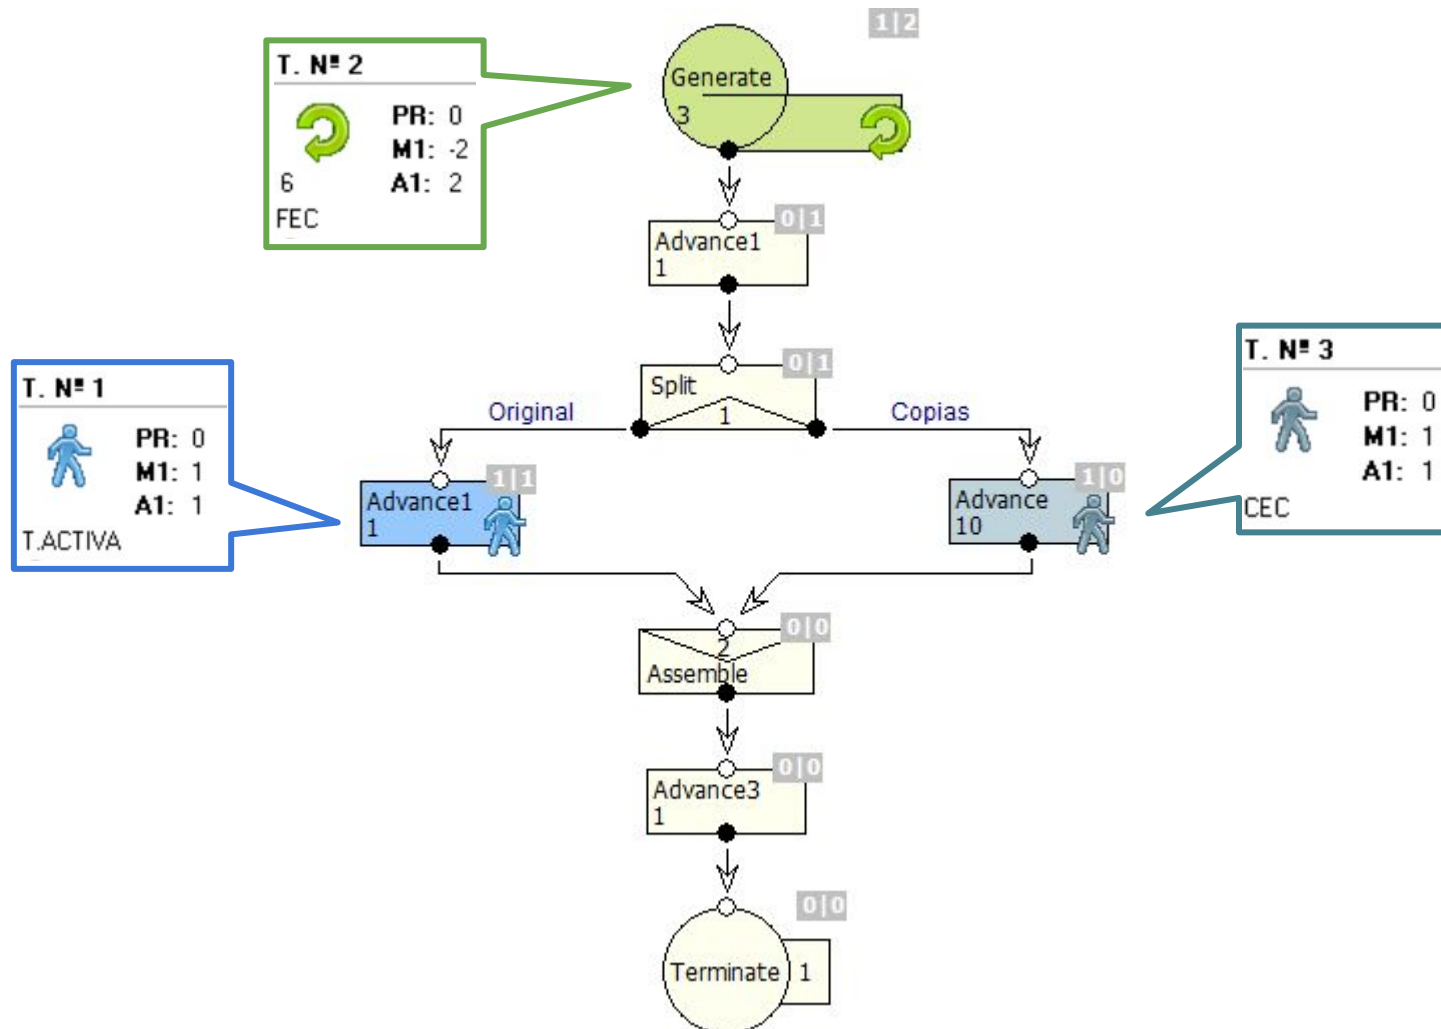 1|2
T. Nº 2
PR: 0
M1: -2
A1: 2
6
FEC
Generate
3
0|1
Advance1
1
0|1
Split
1
Original
Copias
T. Nº 1
PR: 0
M1: 1
A1: 1
T.ACTIVA
1|1
Advance1
1
1|0
Advance
10
T. Nº 3
PR: 0
M1: 1
A1: 1
CEC
0|0
2
Assemble
0|0
Advance3
1
0|0
Terminate
1